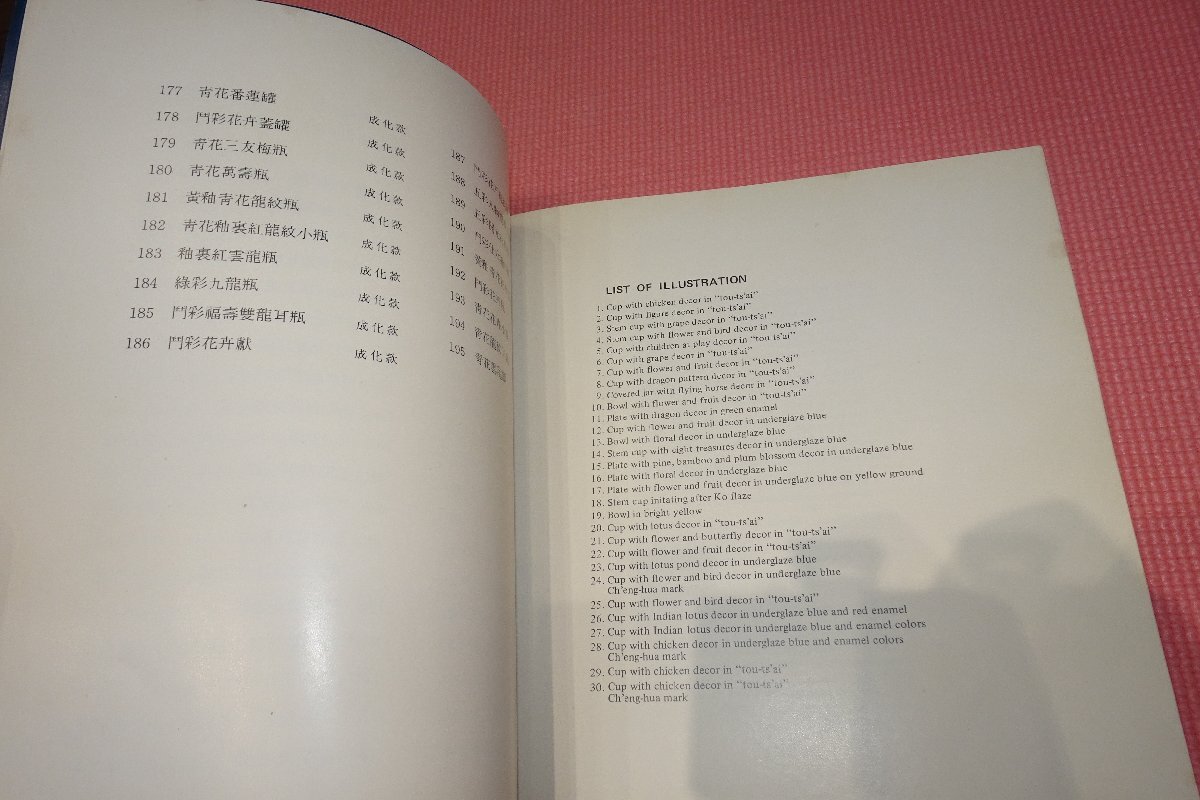 177 青花番蓮罐 成化款
178 鬥彩花卉蓋罐 成化款
179 青花三友梅瓶 成化款
180 青花萬壽瓶 成化款
181 黃釉青花龍紋瓶 成化款
182 青花釉裏紅龍紋小瓶 成化款
183 釉裏紅雲龍瓶 成化款
184 綠彩九龍瓶 成化款
185 鬥彩福壽雙龍耳瓶 成化款
186 鬥彩花卉獻 成化款
187
188
189
190
191
192
193
194
195
LIST OF ILLUSTRATION
1. Cup with chicken decor in “tou-ts'ai”
2. Cup with figure decor in “tou-ts'ai”
3. Stem cup with grape decor in “tou-ts'ai”
4. Stem cup with flower and bird decor in “tou-ts'ai”
5. Cup with children at play decor in “tou-ts'ai”
6. Cup with grape decor in “tou-ts'ai”
7. Cup with flower and fruit decor in “tou-ts'ai”
8. Cup with dragon pattern decor in “tou-ts'ai”
9. Covered jar with flying horse decor in “tou-ts'ai”
10. Bowl with flower and fruit decor in “tou-ts'ai”
11. Plate with dragon decor in green enamel
12. Cup with flower and fruit decor in underglaze blue
13. Bowl with floral decor in underglaze blue
14. Stem cup with eight treasures decor in underglaze blue
15. Plate with pine, bamboo and plum blossom decor in underglaze blue
16. Plate with floral decor in underglaze blue
17. Plate with flower and fruit decor in underglaze blue on yellow ground
18. Stem cup initating after Ko flaze
19. Bowl in bright yellow
20. Cup with lotus decor in “tou-ts'ai”
21. Cup with flower and butterfly decor in “tou-ts'ai”
22. Cup with flower and fruit decor in “tou-ts'ai”
23. Cup with lotus pond decor in underglaze blue
24. Cup with flower and bird decor in underglaze blue
Ch'eng-hua mark
25. Cup with flower and bird decor in “tou-ts'ai”
26. Cup with Indian lotus decor in underglaze blue and red enamel
27. Cup with Indian lotus decor in underglaze blue and enamel colors
28. Cup with chicken decor in underglaze blue and enamel colors
Ch'eng-hua mark
29. Cup with chicken decor in “tou-ts'ai”
30. Cup with chicken decor in “tou-ts'ai”
Ch'eng-hua mark